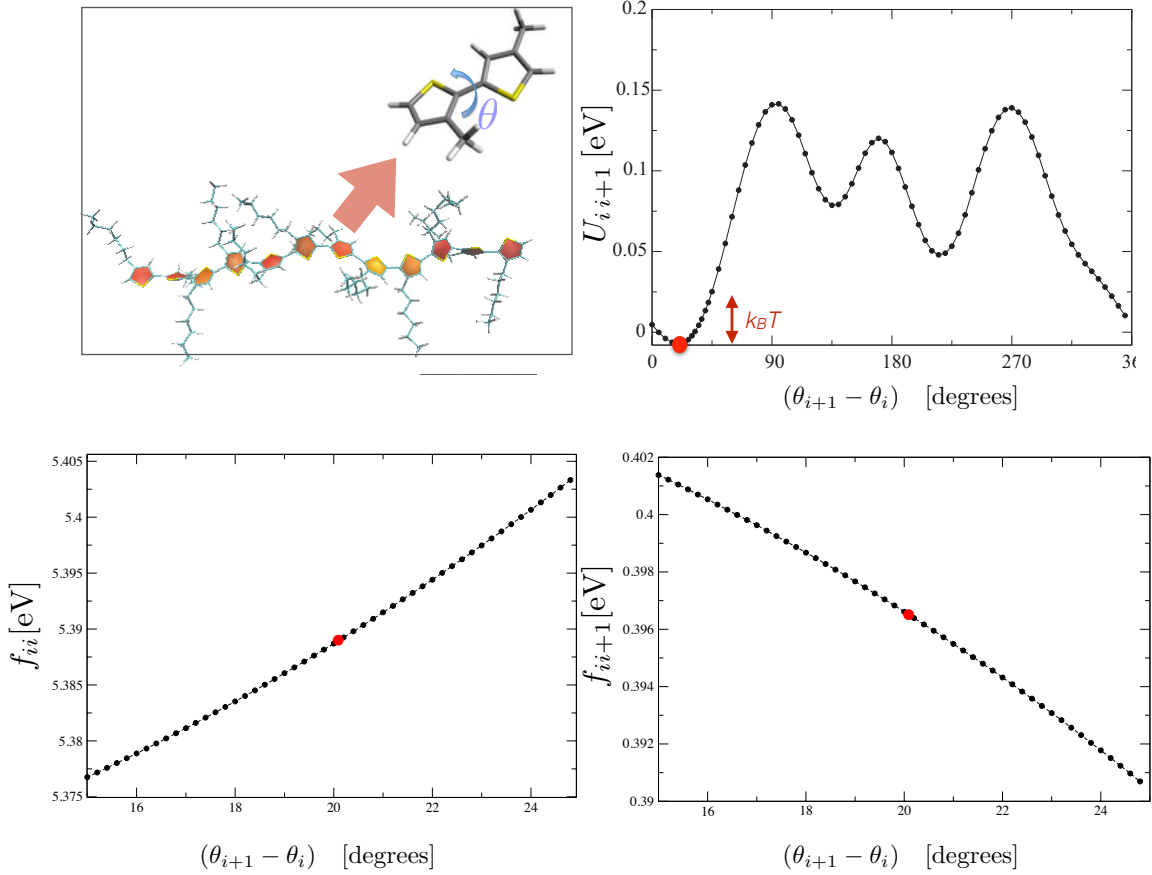 θ
0.2
0.15
0.1
0.05
0
U_{i i+1} [eV]
k_BT
0 90 180 270 36
(θ_{i+1} − θ_i) [degrees]
5.405
5.4
5.395
5.39
5.385
5.38
5.375
f_{ii} [eV]
16 18 20 22 24
(θ_{i+1} − θ_i) [degrees]
0.402
0.4
0.398
0.396
0.394
0.392
0.39
f_{ii+1} [eV]
16 18 20 22 24
(θ_{i+1} − θ_i) [degrees]